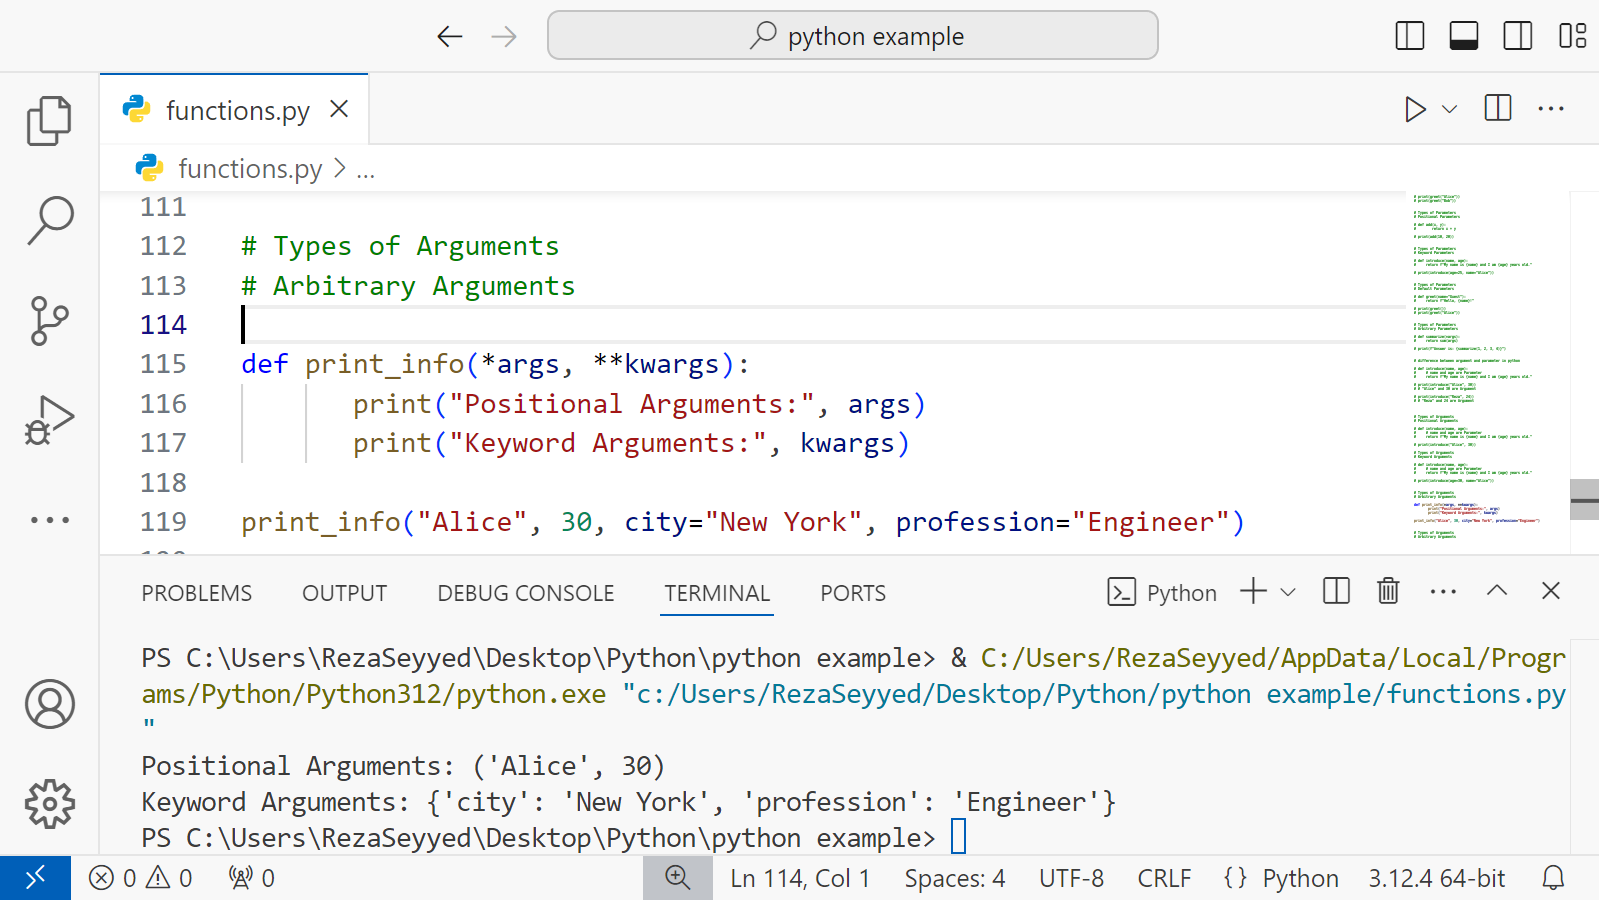 python example
functions.py
functions.py > ...
111
112 # Types of Arguments
113 # Arbitrary Arguments
114
115 def print_info(*args, **kwargs):
116 print("Positional Arguments:", args)
117 print("Keyword Arguments:", kwargs)
118
119 print_info("Alice", 30, city="New York", profession="Engineer")
PROBLEMS OUTPUT DEBUG CONSOLE TERMINAL PORTS Python
PS C:\Users\RezaSeyyed\Desktop\Python\python example> & C:/Users/RezaSeyyed/AppData/Local/Progr
ams/Python/Python312/python.exe "c:/Users/RezaSeyyed/Desktop/Python/python example/functions.py
"
Positional Arguments: ('Alice', 30)
Keyword Arguments: {'city': 'New York', 'profession': 'Engineer'}
PS C:\Users\RezaSeyyed\Desktop\Python\python example>
0 0 0 Ln 114, Col 1 Spaces: 4 UTF-8 CRLF {} Python 3.12.4 64-bit